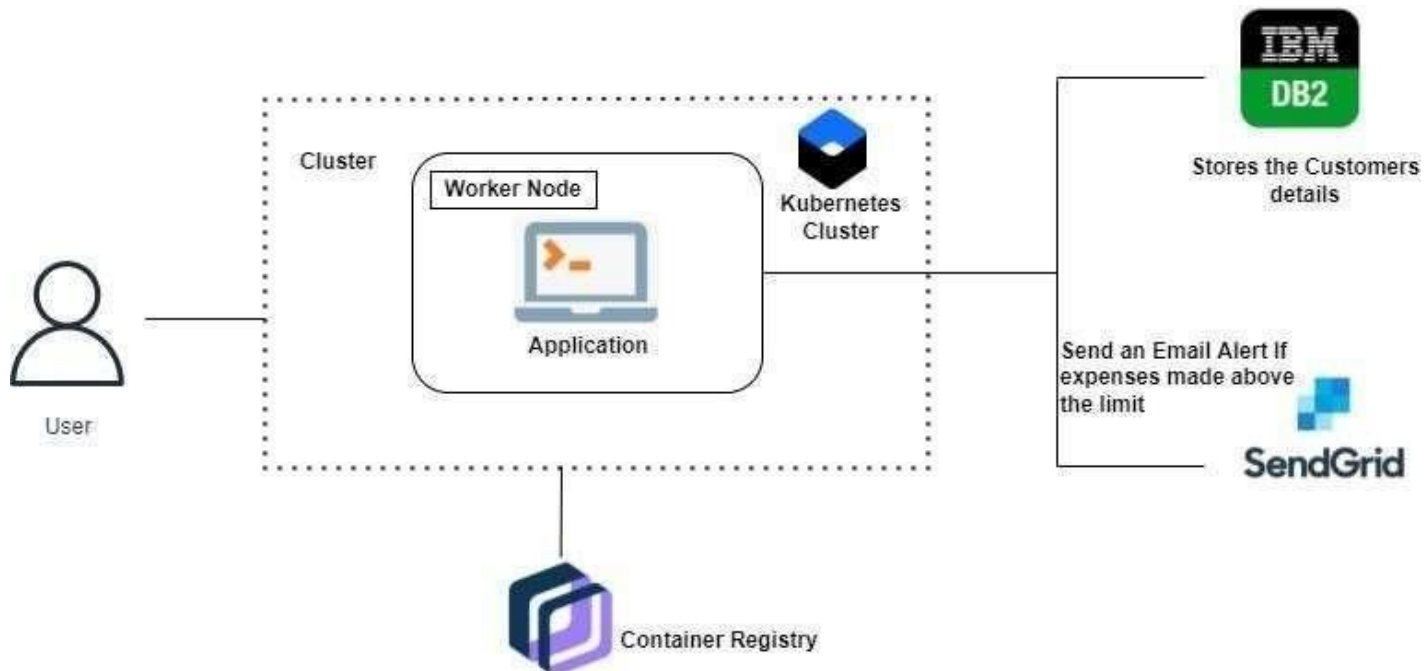 IBM
DB2
Stores the Customers
details
Cluster
Worker Node
Kubernetes
Cluster
Application
User
Send an Email Alert If
expenses made above
the limit
SendGrid
Container Registry